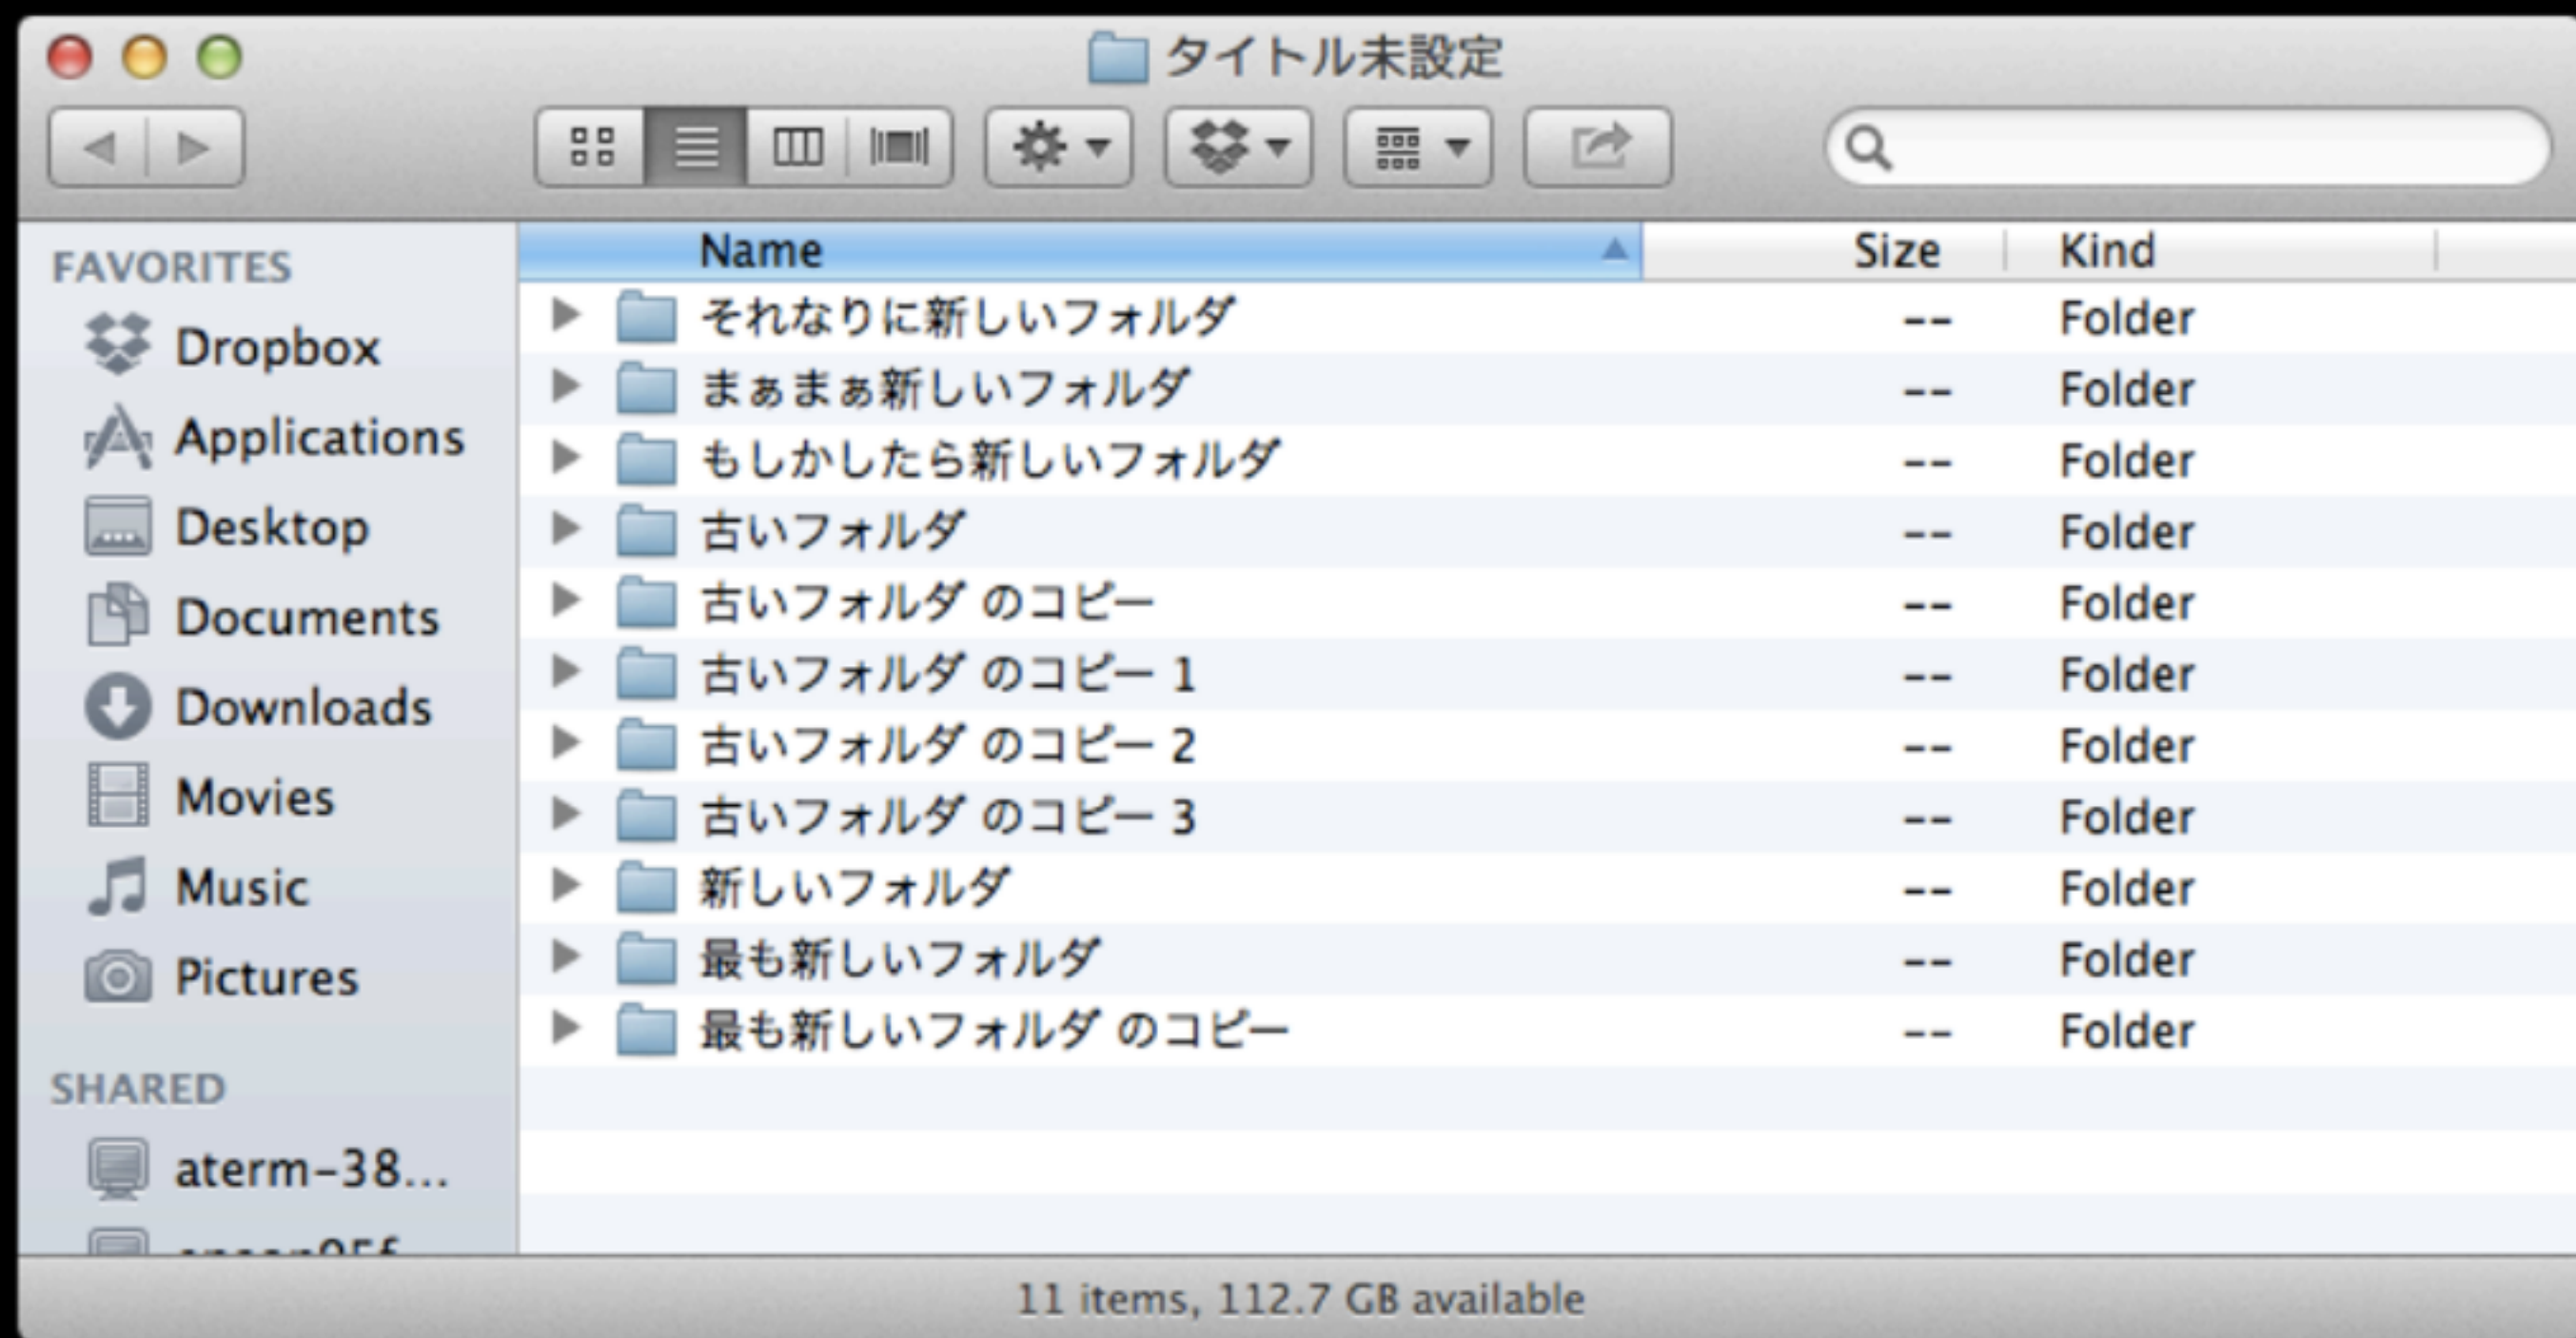 タイトル未設定
FAVORITES
Dropbox
Applications
Desktop
Documents
Downloads
Movies
Music
Pictures
SHARED
aterm-38...
Name Size Kind
それなりに新しいフォルダ -- Folder
まぁまぁ新しいフォルダ -- Folder
もしかしたら新しいフォルダ -- Folder
古いフォルダ -- Folder
古いフォルダ のコピー -- Folder
古いフォルダ のコピー 1 -- Folder
古いフォルダ のコピー 2 -- Folder
古いフォルダ のコピー 3 -- Folder
新しいフォルダ -- Folder
最も新しいフォルダ -- Folder
最も新しいフォルダ のコピー -- Folder
11 items, 112.7 GB available